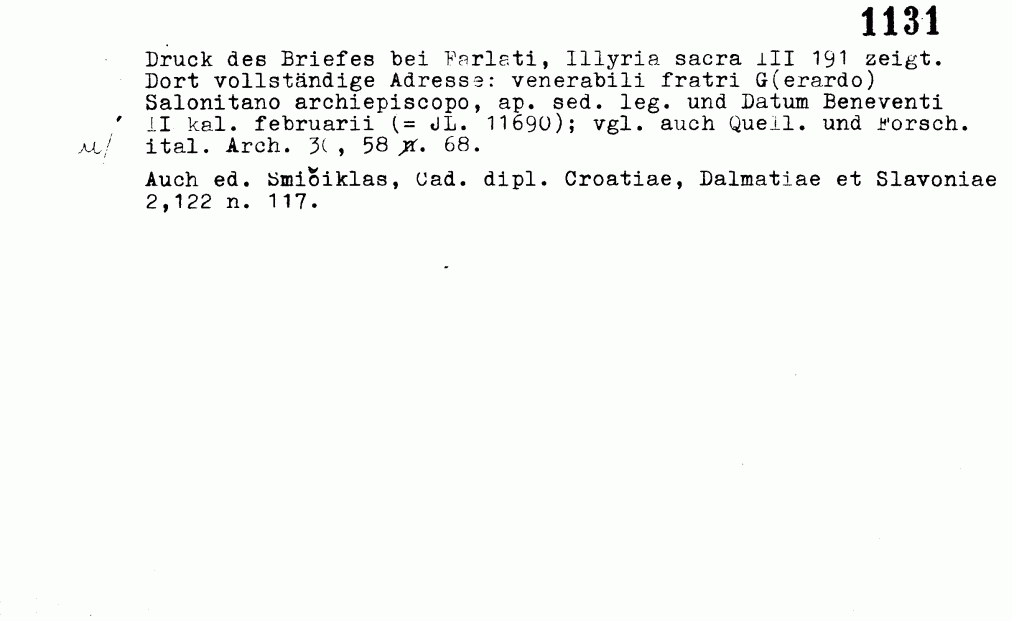 1131
Druck des Briefes bei Farlati, Illyria sacra III 191 zeigt.
Dort vollständige Adresse: venerabili fratri G(erardo)
Salonitano archiepiscopo, ap. sed. leg. und Datum Beneventi
II kal. februarii (= JL. 11690); vgl. auch Quell. und Forsch.
ital. Arch. , 58 n. 68.
Auch ed. Smičiklas, Cod. dipl. Croatiae, Dalmatiae et Slavoniae
2,122 n. 117.